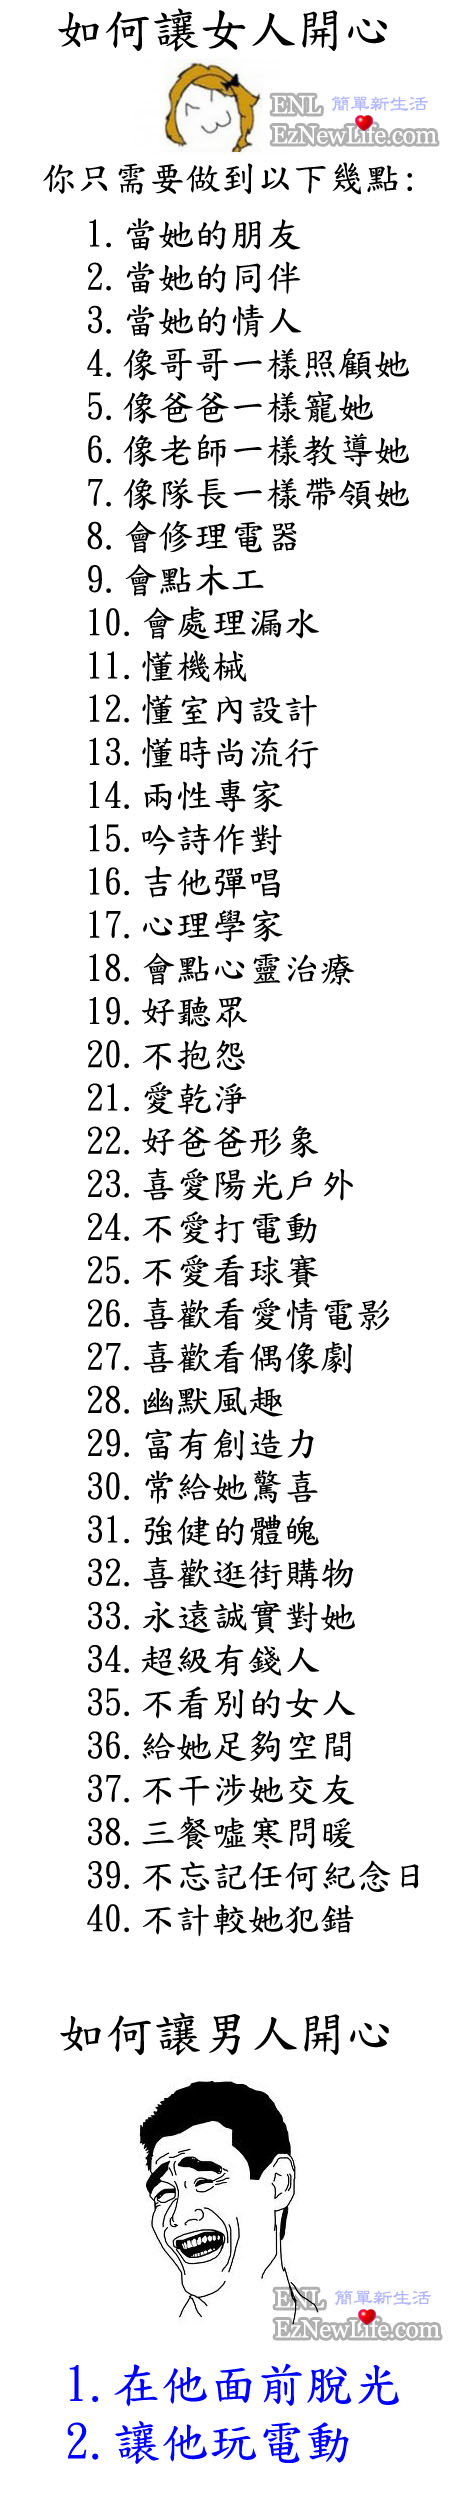 如何讓女人開心
ENL 簡單新生活
EzNewLife.com
你只需要做到以下幾點:
1.當她的朋友
2.當她的同伴
3.當她的情人
4.像哥哥一樣照顧她
5.像爸爸一樣寵她
6.像老師一樣教導她
7.像隊長一樣帶領她
8.會修理電器
9.會點木工
10.會處理漏水
11.懂機械
12.懂室內設計
13.懂時尚流行
14.兩性專家
15.吟詩作對
16.吉他彈唱
17.心理學家
18.會點心靈治療
19.好聽眾
20.不抱怨
21.愛乾淨
22.好爸爸形象
23.喜愛陽光戶外
24.不愛打電動
25.不愛看球賽
26.喜歡看愛情電影
27.喜歡看偶像劇
28.幽默風趣
29.富有創造力
30.常給她驚喜
31.強健的體魄
32.喜歡逛街購物
33.永遠誠實對她
34.超級有錢人
35.不看別的女人
36.給她足夠空間
37.不干涉她交友
38.三餐噓寒問暖
39.不忘記任何紀念日
40.不計較她犯錯
如何讓男人開心
ENL 簡單新生活
EzNewLife.com
1.在他面前脫光
2.讓他玩電動